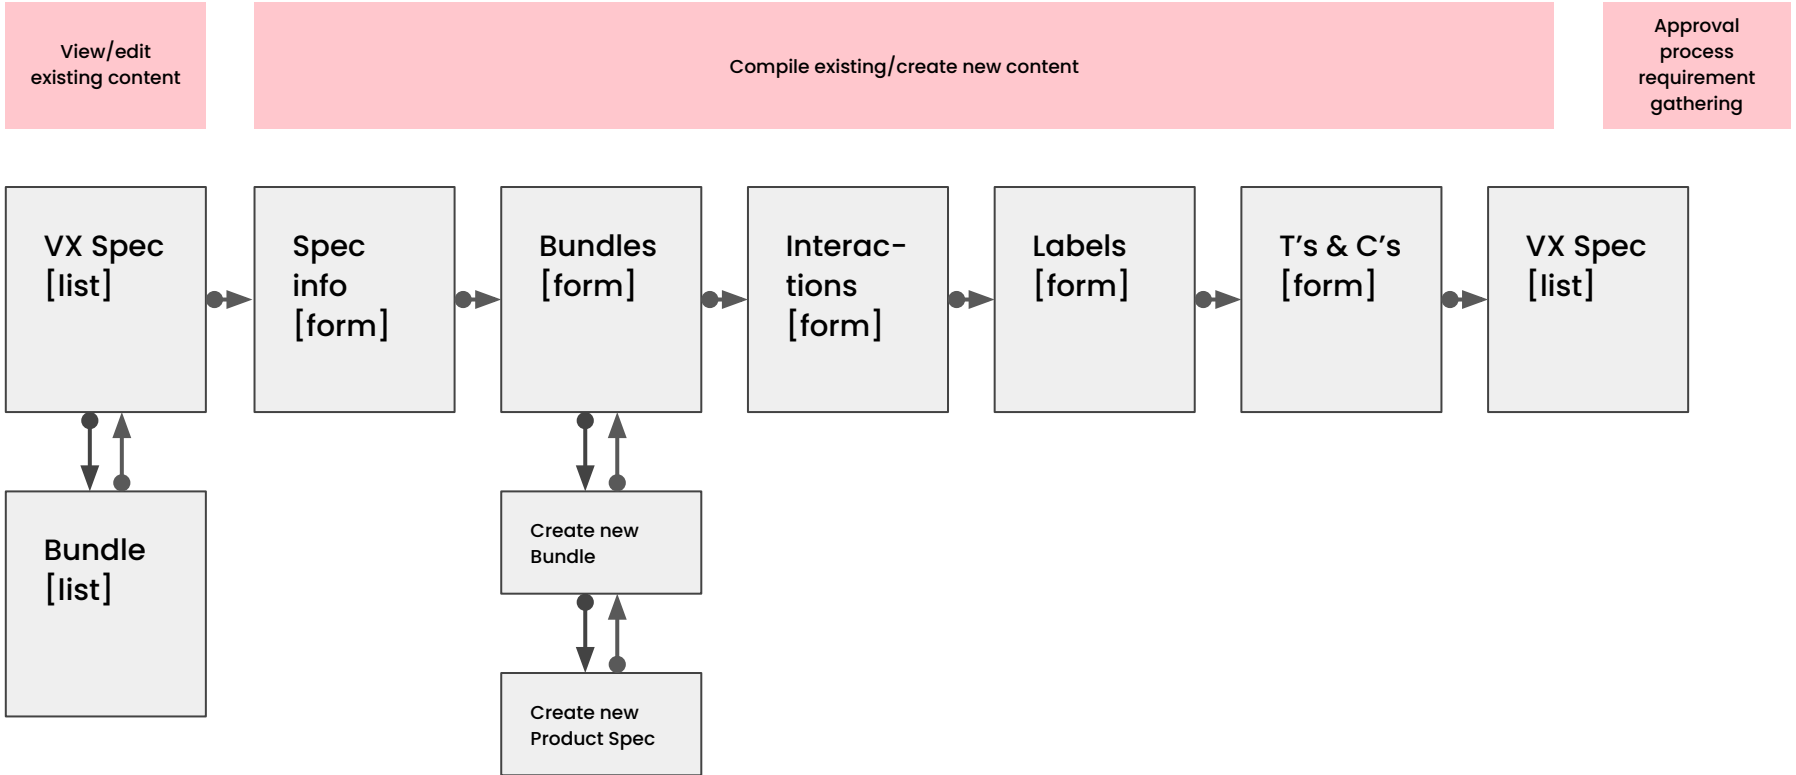 View/edit
existing content
Compile existing/create new content
Approval
process
requirement
gathering
VX Spec
[list]
Spec
info
[form]
Bundles
[form]
Interac-
tions
[form]
Labels
[form]
T’s & C’s
[form]
VX Spec
[list]
Bundle
[list]
Create new
Bundle
Create new
Product Spec